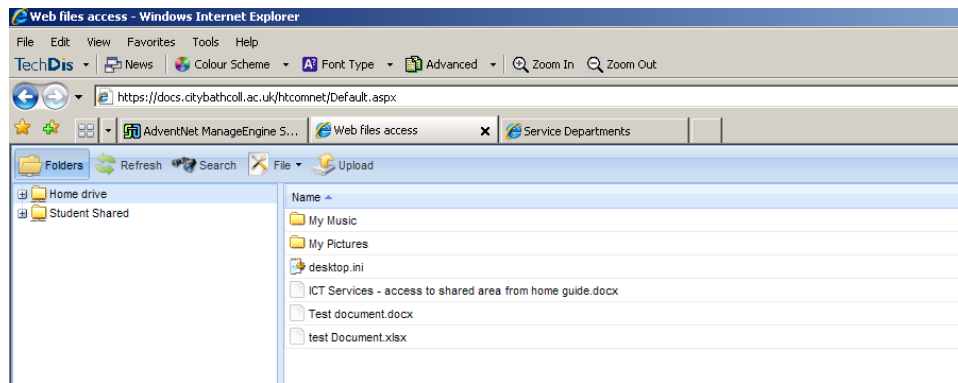 Web files access - Windows Internet Explorer
File Edit View Favorites Tools Help
TechDis News Colour Scheme Font Type Advanced Zoom In Zoom Out
https://docs.citybathcoll.ac.uk/htcomnet/Default.aspx
AdventNet ManageEngine S... Web files access Service Departments
Folders Refresh Search File Upload
Home drive
Student Shared
Name
My Music
My Pictures
desktop.ini
ICT Services - access to shared area from home guide.docx
Test document.docx
test Document.xlsx